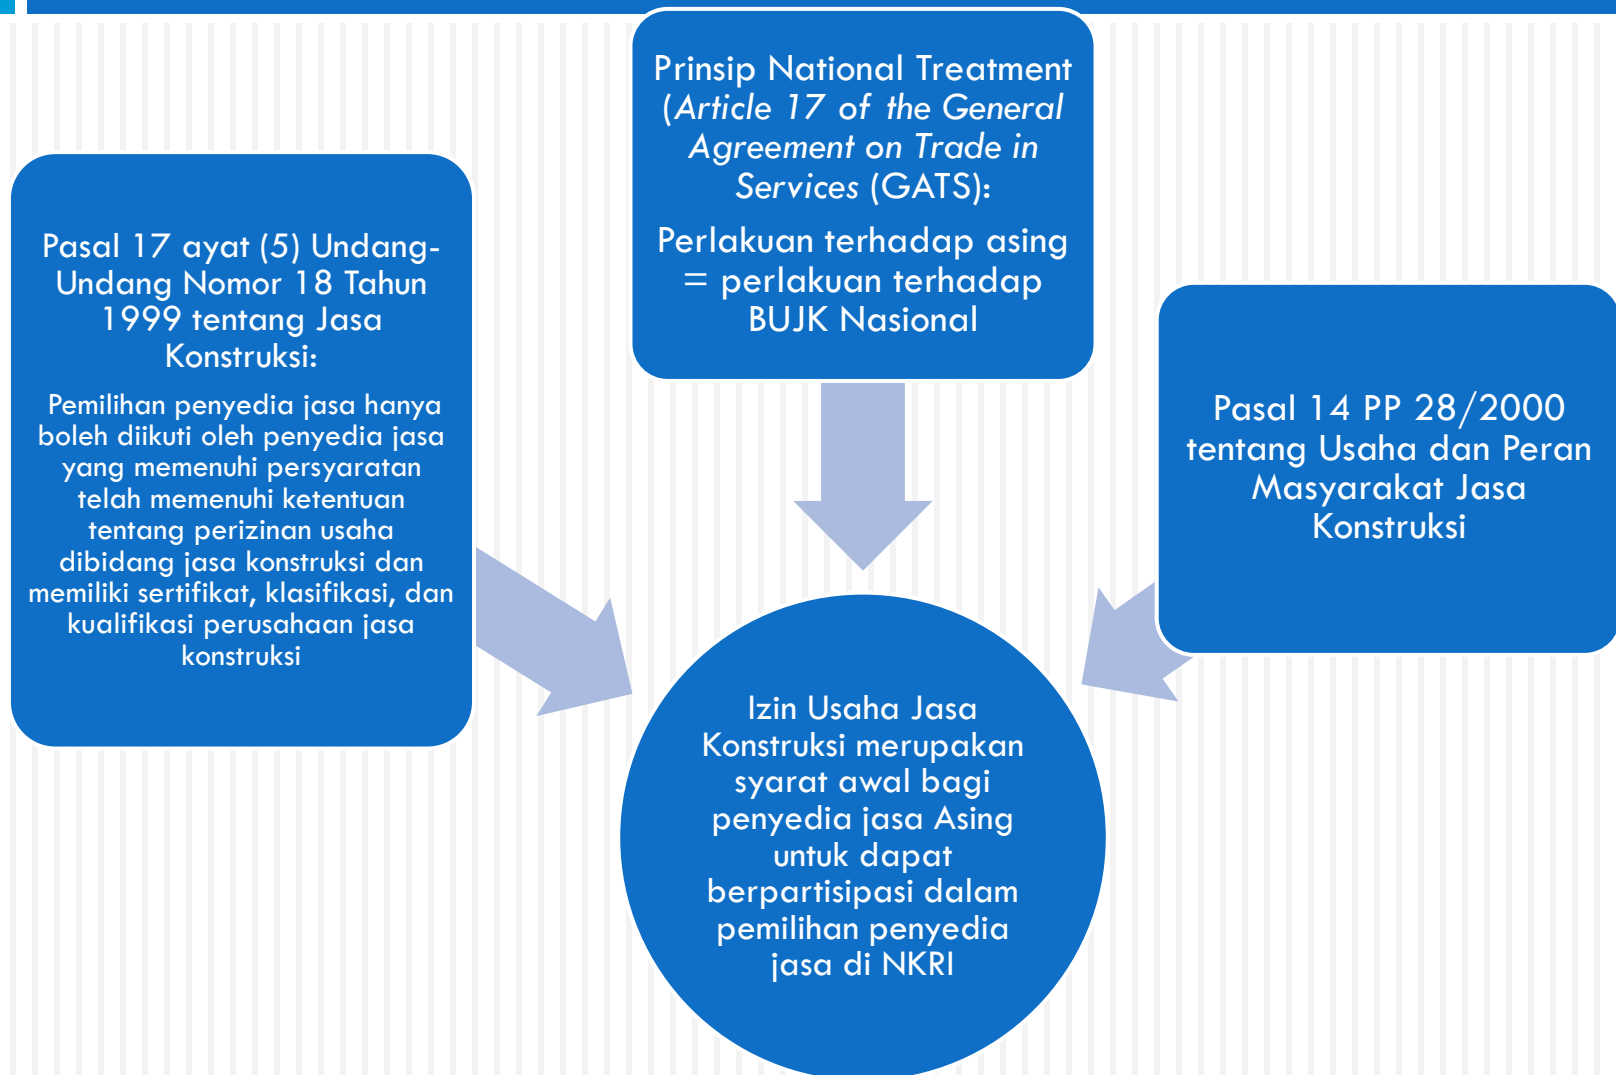 Prinsip National Treatment
(Article 17 of the General
Agreement on Trade in
Services (GATS):
Perlakuan terhadap asing
= perlakuan terhadap
BUJK Nasional
Pasal 17 ayat (5) Undang-
Undang Nomor 18 Tahun
1999 tentang Jasa
Konstruksi:
Pemilihan penyedia jasa hanya
boleh diikuti oleh penyedia jasa
yang memenuhi persyaratan
telah memenuhi ketentuan
tentang perizinan usaha
dibidang jasa konstruksi dan
memiliki sertifikat, klasifikasi, dan
kualifikasi perusahaan jasa
konstruksi
Pasal 14 PP 28/2000
tentang Usaha dan Peran
Masyarakat Jasa
Konstruksi
Izin Usaha Jasa
Konstruksi merupakan
syarat awal bagi
penyedia jasa Asing
untuk dapat
berpartisipasi dalam
pemilihan penyedia
jasa di NKRI